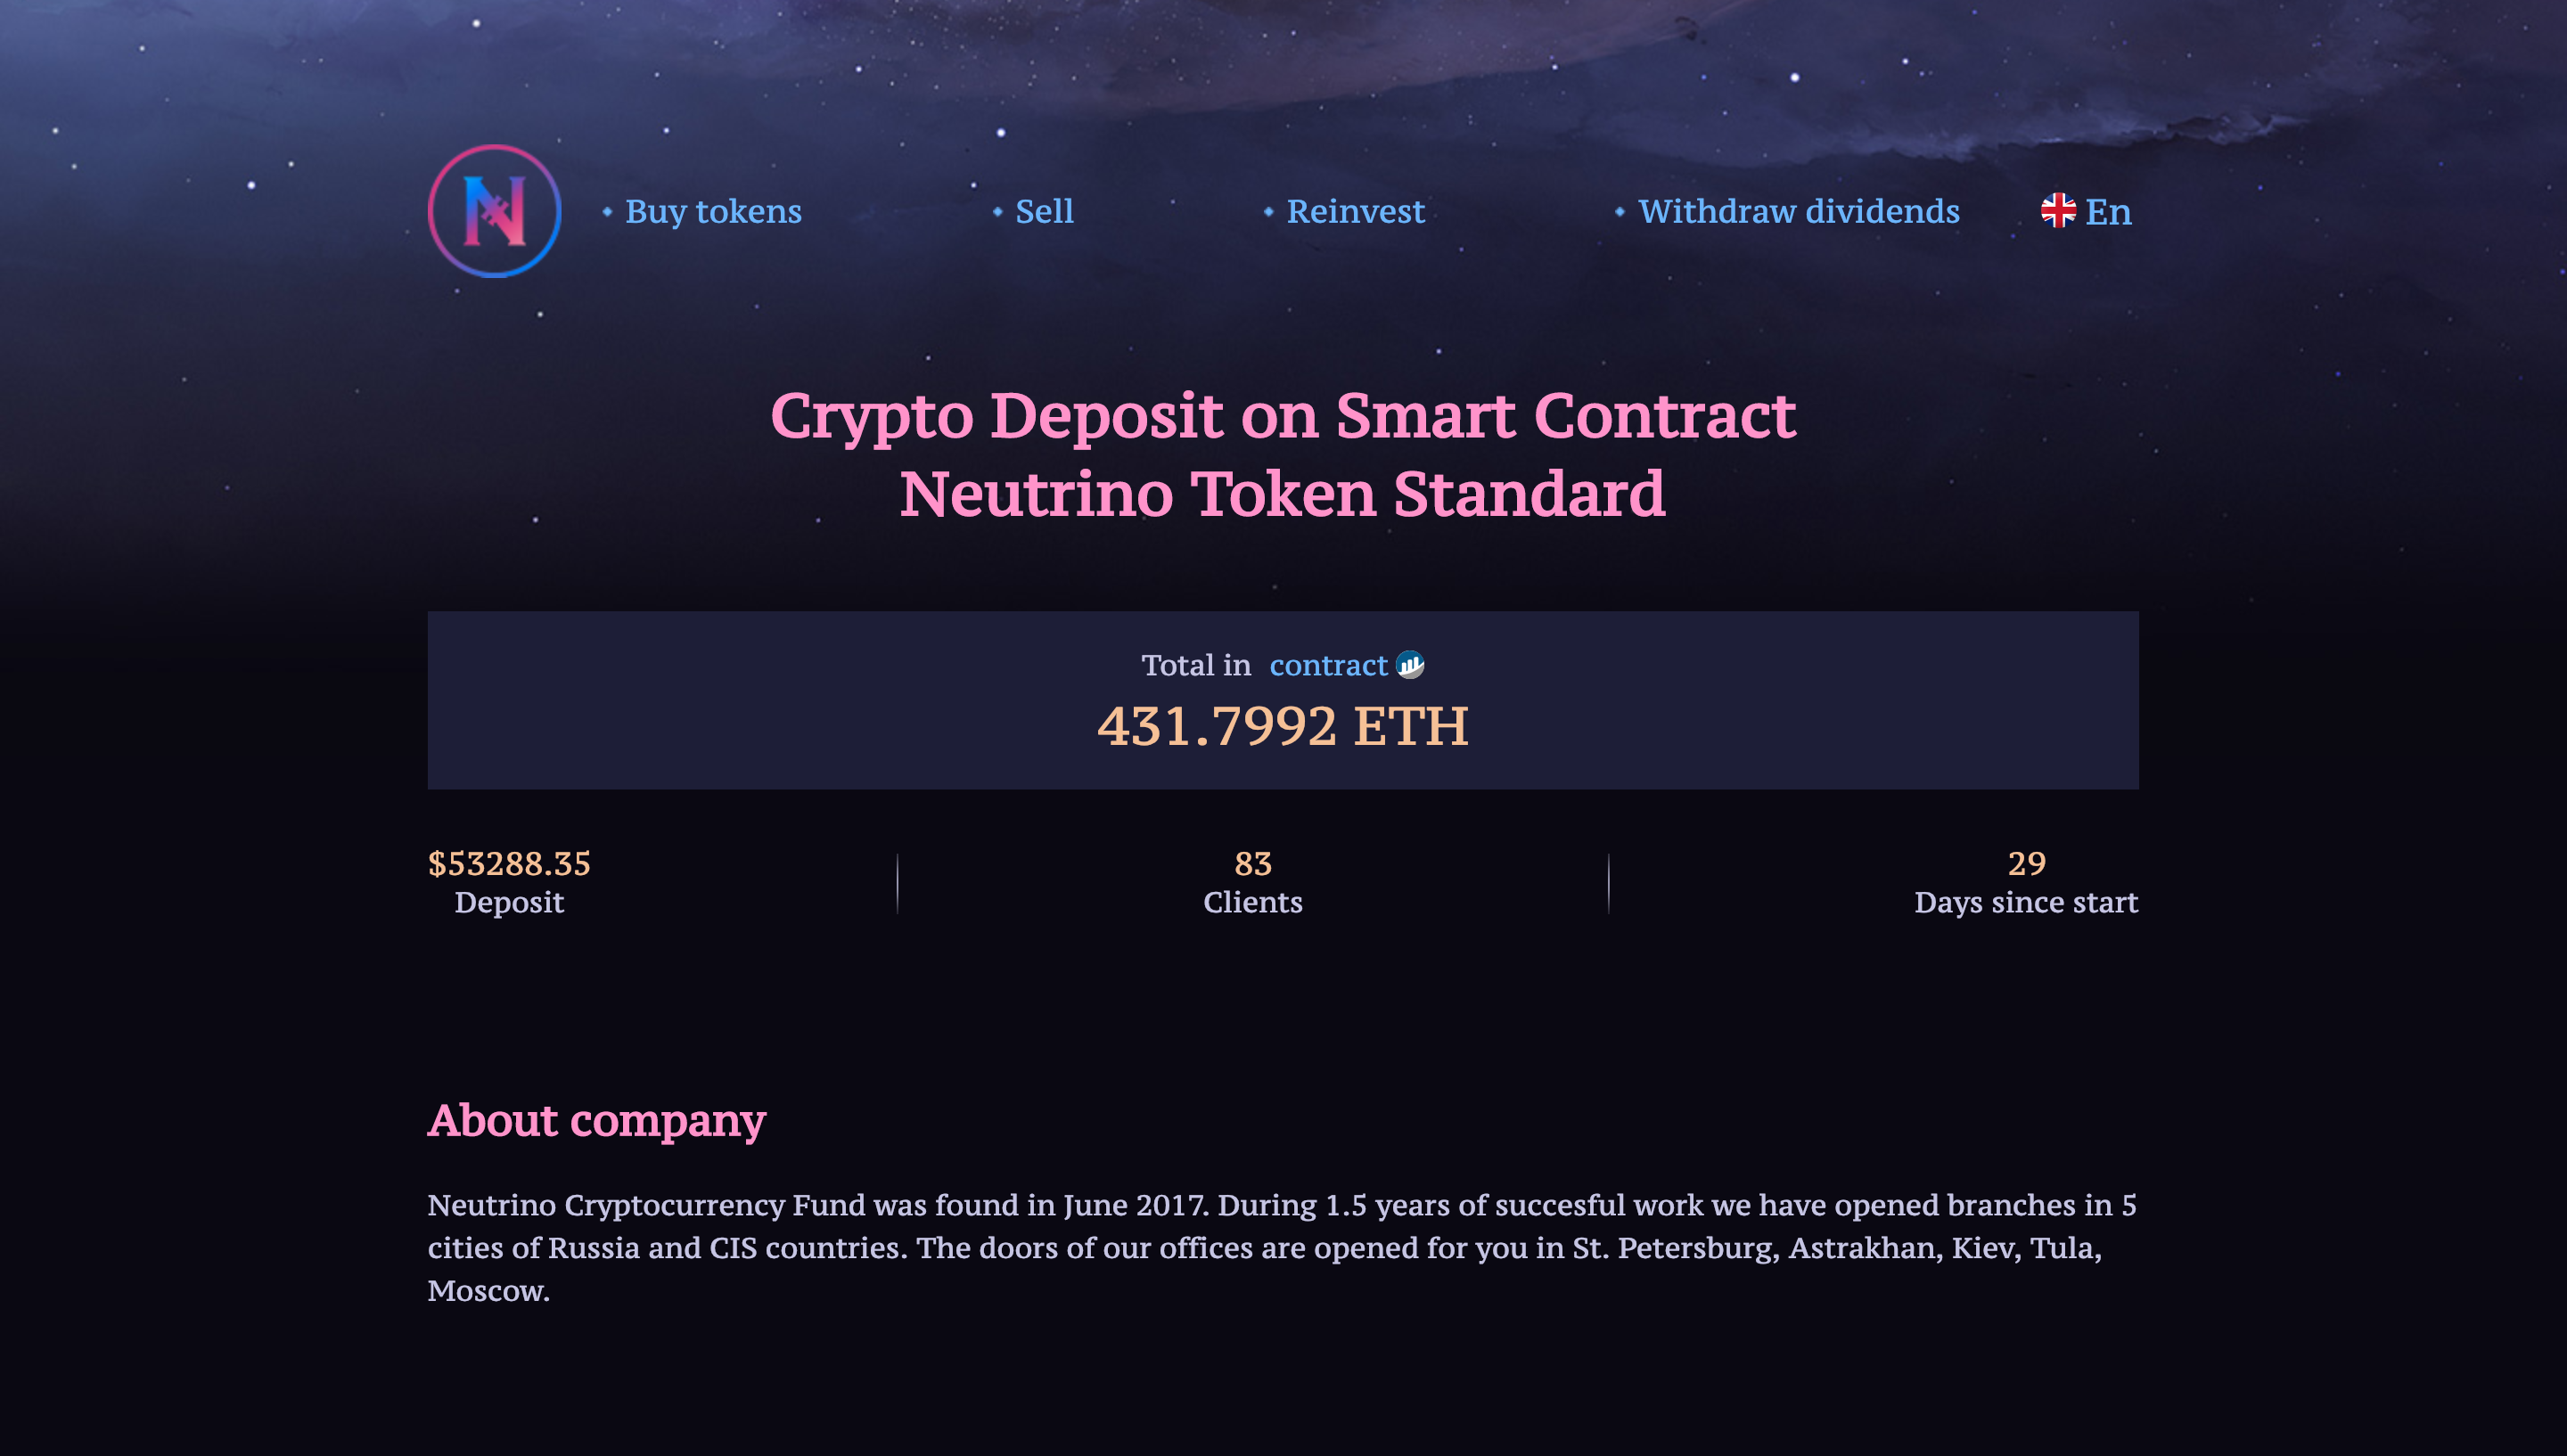 N
Buy tokens
Sell
Reinvest
Withdraw dividends
En
Crypto Deposit on Smart Contract
Neutrino Token Standard
Total in contract
431.7992 ETH
$53288.35
Deposit
83
Clients
29
Days since start
About company
Neutrino Cryptocurrency Fund was found in June 2017. During 1.5 years of succesful work we have opened branches in 5
cities of Russia and CIS countries. The doors of our offices are opened for you in St. Petersburg, Astrakhan, Kiev, Tula,
Moscow.